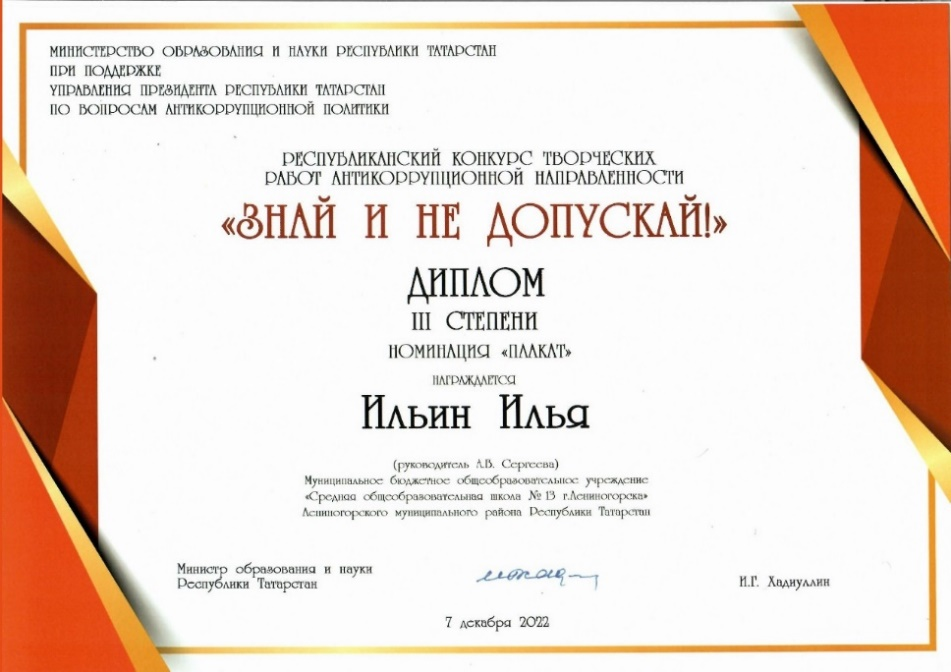 МИНИСТЕРСТВО ОБРАЗОВАНИЯ И НАУКИ РЕСПУБЛИКИ ТАТАРСТАН
ПРИ ПОДДЕРЖКЕ
УПРАВЛЕНИЯ ПРЕЗИДЕНТА РЕСПУБЛИКИ ТАТАРСТАН
ПО ВОПРОСАМ АНТИКОРРУПЦИОННОЙ ПОЛИТИКИ
РЕСПУБЛИКАНСКИЙ КОНКУРС ТВОРЧЕСКИХ
РАБОТ АНТИКОРРУПЦИОННОЙ НАПРАВЛЕННОСТИ
«ЗНАЙ И НЕ ДОПУСКАЙ!»
ДИПЛОМ
III СТЕПЕНИ
НОМИНАЦИЯ «ПЛАКАТ»
НАГРАЖДАЕТСЯ
Ильин Илья
(руководитель А.В. Сергеева)
Муниципальное бюджетное общеобразовательное учреждение
«Средняя общеобразовательная школа №13 г.Лениногорска»
Лениногорского муниципального района Республики Татарстан
Министр образования и науки
Республики Татарстан
И.Г. Хадиуллин
7 декабря 2022